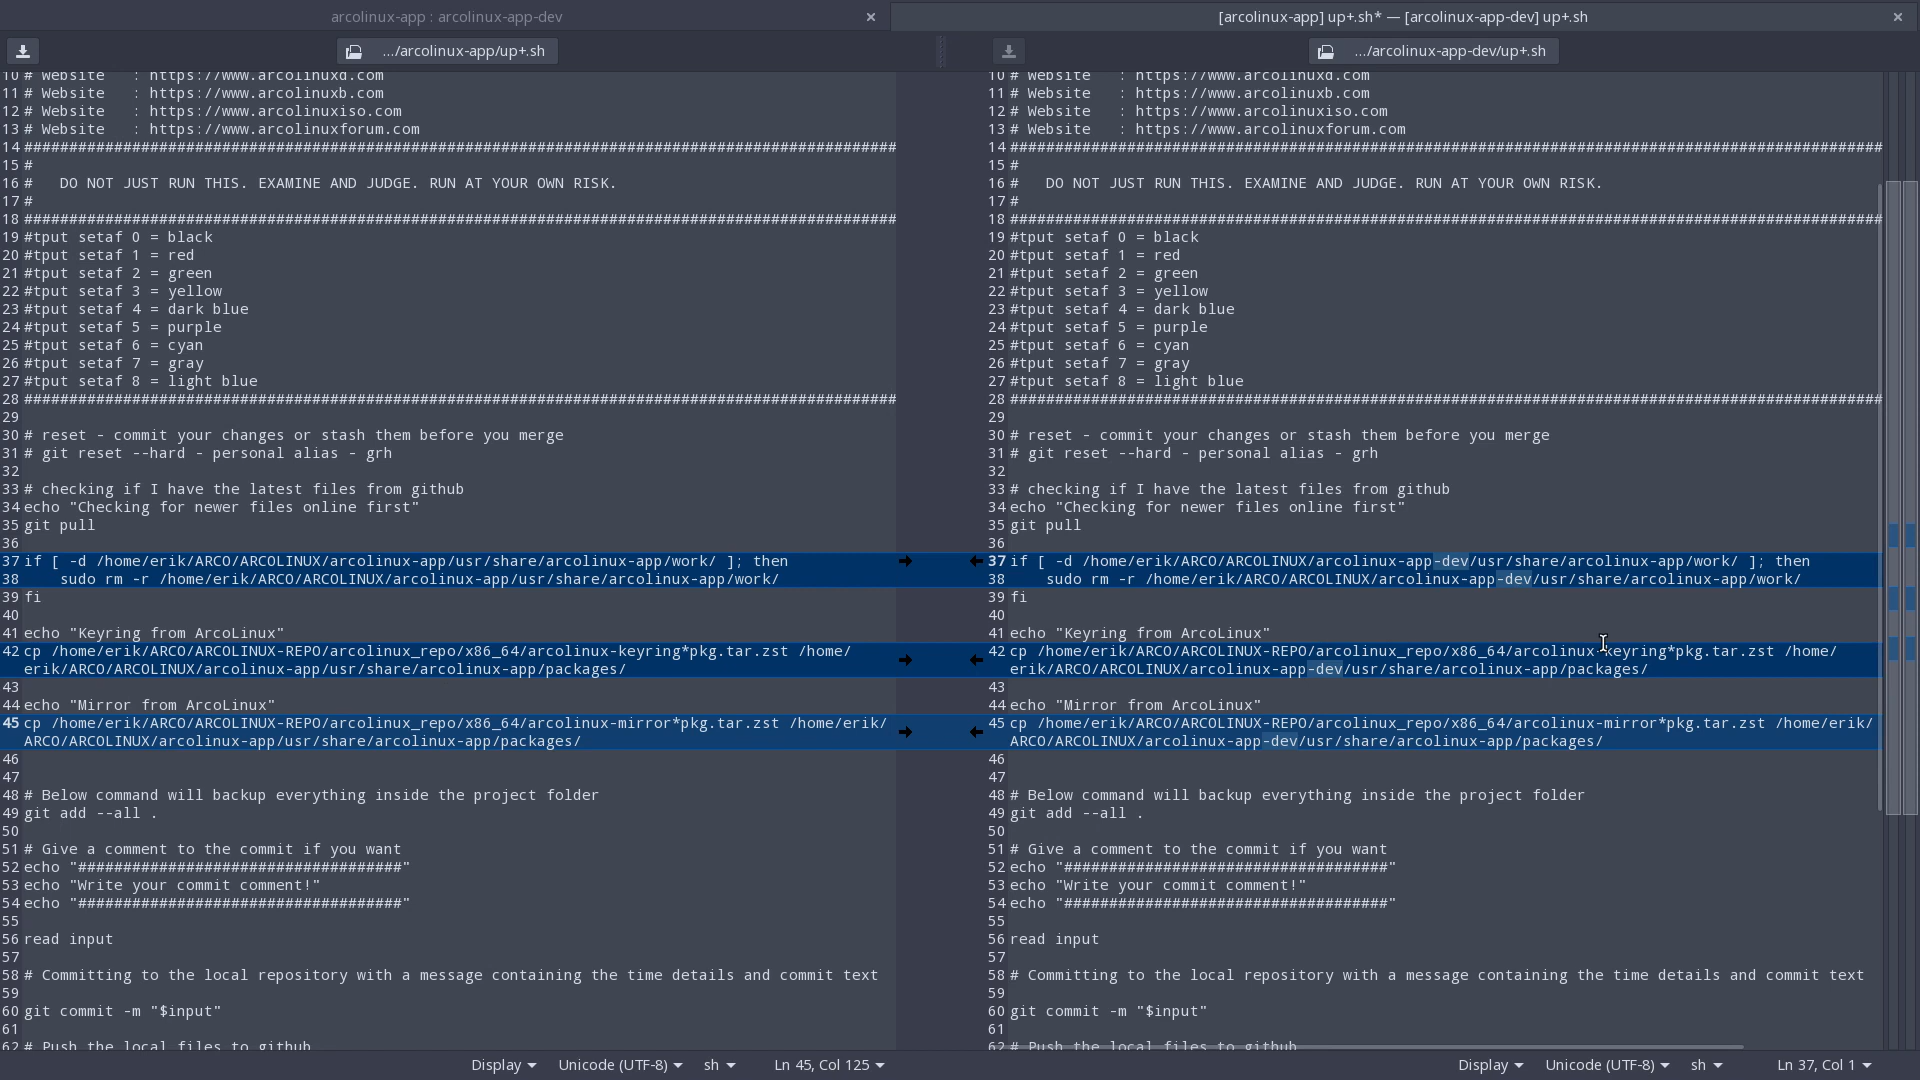 arcolinux-app : arcolinux-app-dev
[arcolinux-app] up+.sh* — [arcolinux-app-dev] up+.sh
.../arcolinux-app/up+.sh
.../arcolinux-app-dev/up+.sh
10 # Website   : https://www.arcolinuxd.com
11 # Website   : https://www.arcolinuxb.com
12 # Website   : https://www.arcolinuxiso.com
13 # Website   : https://www.arcolinuxforum.com
14 #################################################################################################
15 #
16 #   DO NOT JUST RUN THIS. EXAMINE AND JUDGE. RUN AT YOUR OWN RISK.
17 #
18 #################################################################################################
19 #tput setaf 0 = black
20 #tput setaf 1 = red
21 #tput setaf 2 = green
22 #tput setaf 3 = yellow
23 #tput setaf 4 = dark blue
24 #tput setaf 5 = purple
25 #tput setaf 6 = cyan
26 #tput setaf 7 = gray
27 #tput setaf 8 = light blue
28 #################################################################################################
29
30 # reset - commit your changes or stash them before you merge
31 # git reset --hard - personal alias - grh
32
33 # checking if I have the latest files from github
34 echo "Checking for newer files online first"
35 git pull
36
37 if [ -d /home/erik/ARCO/ARCOLINUX/arcolinux-app/usr/share/arcolinux-app/work/ ]; then
38     sudo rm -r /home/erik/ARCO/ARCOLINUX/arcolinux-app/usr/share/arcolinux-app/work/
39 fi
40
41 echo "Keyring from ArcoLinux"
42 cp /home/erik/ARCO/ARCOLINUX-REPO/arcolinux_repo/x86_64/arcolinux-keyring*pkg.tar.zst /home/
erik/ARCO/ARCOLINUX/arcolinux-app/usr/share/arcolinux-app/packages/
43
44 echo "Mirror from ArcoLinux"
45 cp /home/erik/ARCO/ARCOLINUX-REPO/arcolinux_repo/x86_64/arcolinux-mirror*pkg.tar.zst /home/erik/
ARCO/ARCOLINUX/arcolinux-app/usr/share/arcolinux-app/packages/
46
47
48 # Below command will backup everything inside the project folder
49 git add --all .
50
51 # Give a comment to the commit if you want
52 echo "####################################"
53 echo "Write your commit comment!"
54 echo "####################################"
55
56 read input
57
58 # Committing to the local repository with a message containing the time details and commit text
59
60 git commit -m "$input"
61
62 # Push the local files to github
10 # Website   : https://www.arcolinuxd.com
11 # Website   : https://www.arcolinuxb.com
12 # Website   : https://www.arcolinuxiso.com
13 # Website   : https://www.arcolinuxforum.com
14 #################################################################################################
15 #
16 #   DO NOT JUST RUN THIS. EXAMINE AND JUDGE. RUN AT YOUR OWN RISK.
17 #
18 #################################################################################################
19 #tput setaf 0 = black
20 #tput setaf 1 = red
21 #tput setaf 2 = green
22 #tput setaf 3 = yellow
23 #tput setaf 4 = dark blue
24 #tput setaf 5 = purple
25 #tput setaf 6 = cyan
26 #tput setaf 7 = gray
27 #tput setaf 8 = light blue
28 #################################################################################################
29
30 # reset - commit your changes or stash them before you merge
31 # git reset --hard - personal alias - grh
32
33 # checking if I have the latest files from github
34 echo "Checking for newer files online first"
35 git pull
36
37 if [ -d /home/erik/ARCO/ARCOLINUX/arcolinux-app-dev/usr/share/arcolinux-app/work/ ]; then
38     sudo rm -r /home/erik/ARCO/ARCOLINUX/arcolinux-app-dev/usr/share/arcolinux-app/work/
39 fi
40
41 echo "Keyring from ArcoLinux"
42 cp /home/erik/ARCO/ARCOLINUX-REPO/arcolinux_repo/x86_64/arcolinux-keyring*pkg.tar.zst /home/
erik/ARCO/ARCOLINUX/arcolinux-app-dev/usr/share/arcolinux-app/packages/
43
44 echo "Mirror from ArcoLinux"
45 cp /home/erik/ARCO/ARCOLINUX-REPO/arcolinux_repo/x86_64/arcolinux-mirror*pkg.tar.zst /home/erik/
ARCO/ARCOLINUX/arcolinux-app-dev/usr/share/arcolinux-app/packages/
46
47
48 # Below command will backup everything inside the project folder
49 git add --all .
50
51 # Give a comment to the commit if you want
52 echo "####################################"
53 echo "Write your commit comment!"
54 echo "####################################"
55
56 read input
57
58 # Committing to the local repository with a message containing the time details and commit text
59
60 git commit -m "$input"
61
62 # Push the local files to github
Display Unicode (UTF-8) sh Ln 45, Col 125
Display Unicode (UTF-8) sh Ln 37, Col 1